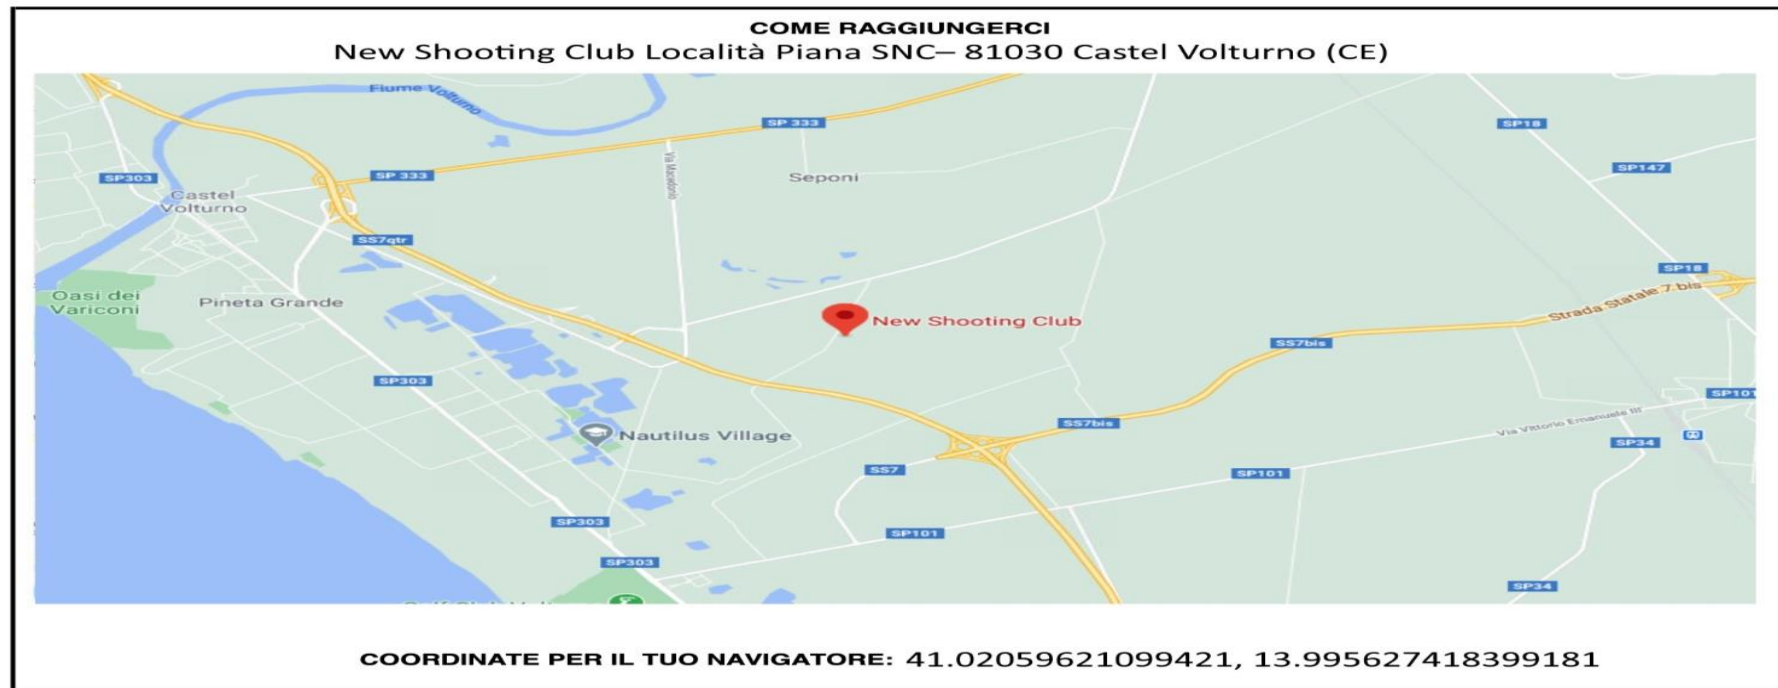 COME RAGGIUNGERCI
New Shooting Club Località Piana SNC– 81030 Castel Volturno (CE)
Fiume Volturno
SP 333
SP18
SP147
SP303
SP 333
Via Macedonio
Seponi
Castel
Volturno
SS7qtr
SP18
Oasi dei
Variconi
Pineta Grande
New Shooting Club
Strada Statale 7 bis
SS7bis
SP303
SP101
SS7bis
Via Vittorio Emanuele III
Nautilus Village
SP34
SS7
SP101
SP303
SP101
SP303
SP34
COORDINATE PER IL TUO NAVIGATORE: 41.02059621099421, 13.995627418399181